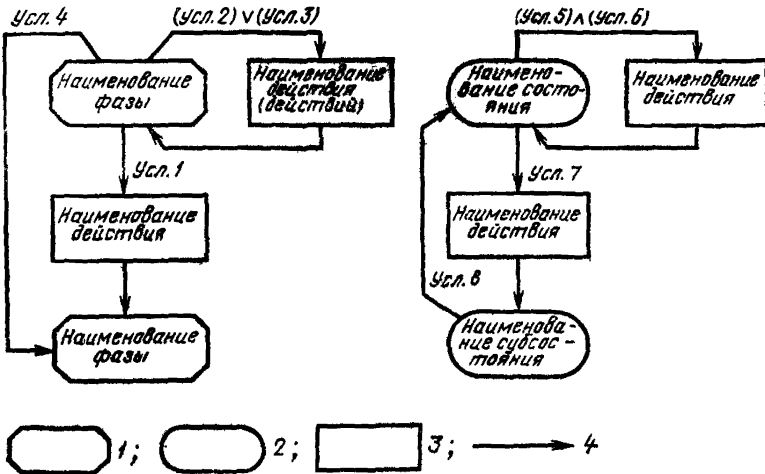 Усл. 4
(Усл.2) ∨ (Усл.3)
Наименование
фазы
Наименование
действия
(действий)
Усл. 1
Наименование
действия
Наименование
фазы
(Усл.5) ∧ (Усл.6)
Наимено-
вание состо-
яния
Наименование
действия
Усл. 7
Наименование
действия
Усл. 8
Наименова-
ние субсос-
тояния
1; 2; 3; 4